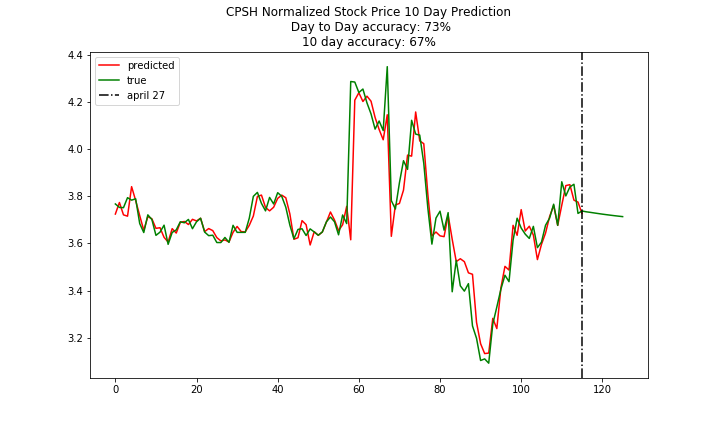 CPSH Normalized Stock Price 10 Day Prediction
Day to Day accuracy: 73%
10 day accuracy: 67%
predicted
true
april 27
4.4
4.2
4.0
3.8
3.6
3.4
3.2
0 20 40 60 80 100 120